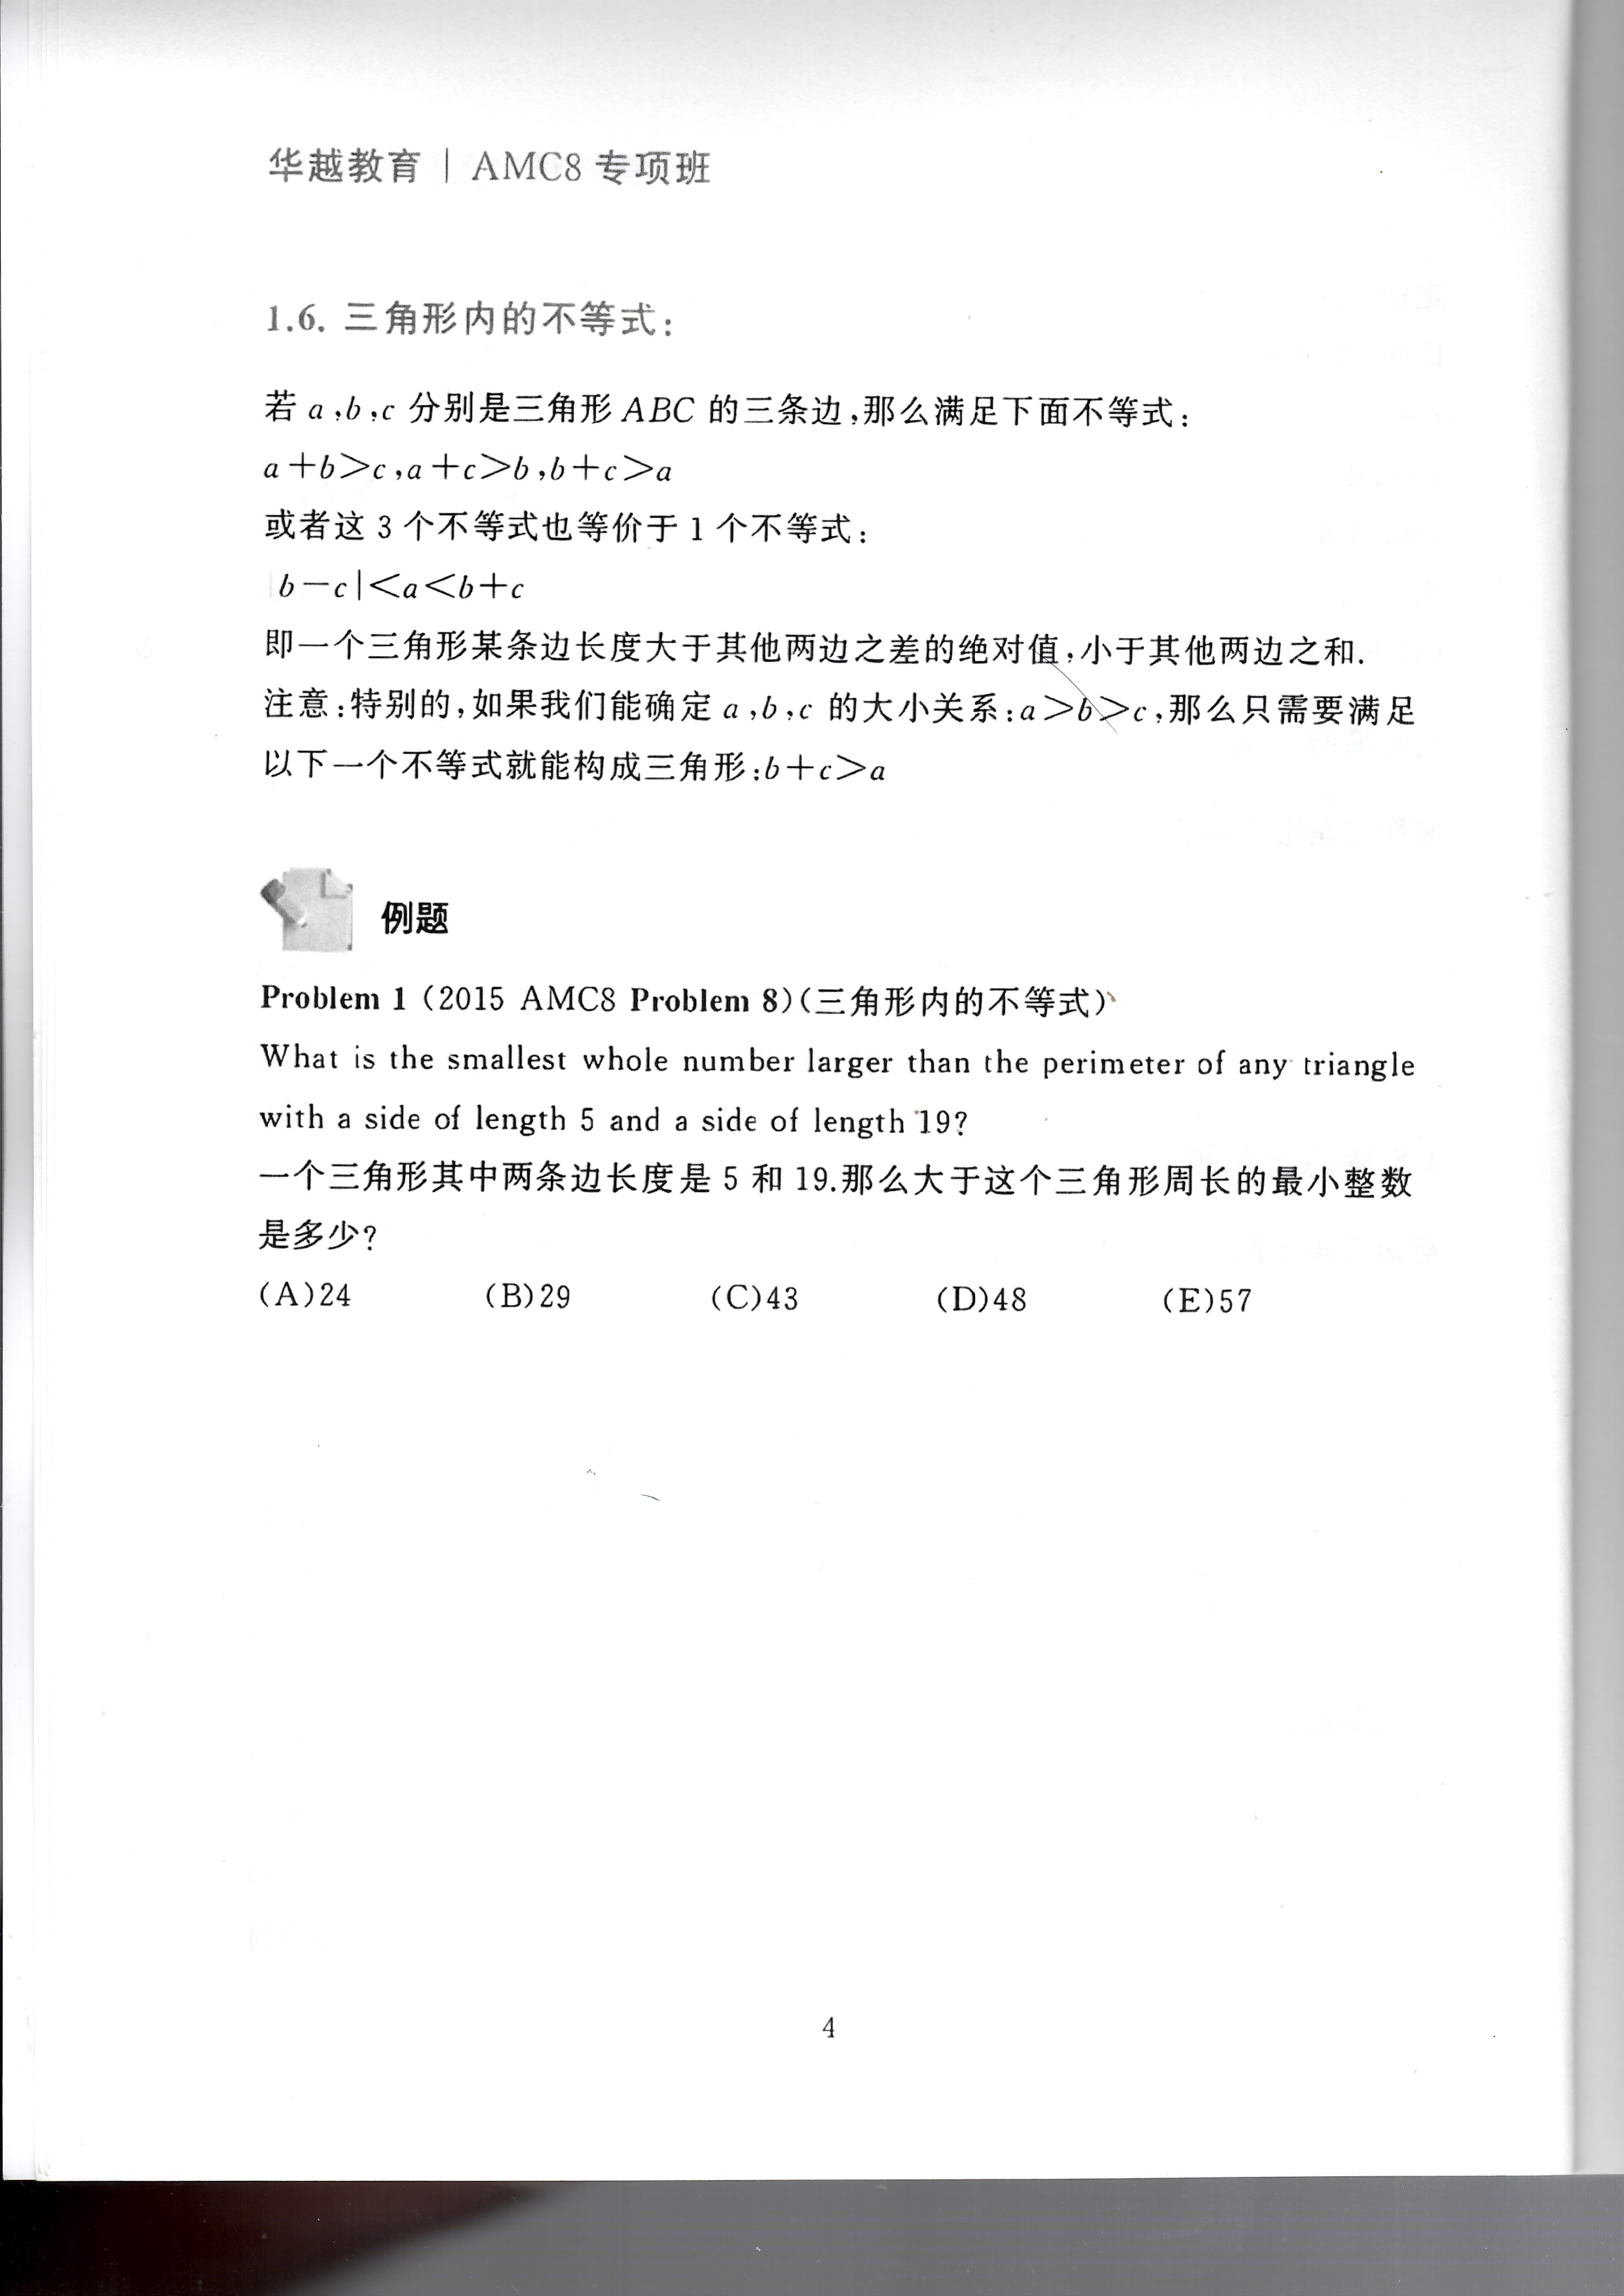 华越教育 | AMC8 专项班
1.6. 三角形内的不等式:
若 a,b,c 分别是三角形 ABC 的三条边,那么满足下面不等式:
a+b>c,a+c>b,b+c>a
或者这 3 个不等式也等价于 1 个不等式:
|b-c|<a<b+c
即一个三角形某条边长度大于其他两边之差的绝对值,小于其他两边之和.
注意:特别的,如果我们能确定 a,b,c 的大小关系:a>b>c,那么只需要满足
以下一个不等式就能构成三角形:b+c>a
例题
Problem 1 (2015 AMC8 Problem 8)(三角形内的不等式)
What is the smallest whole number larger than the perimeter of any triangle
with a side of length 5 and a side of length 19?
一个三角形其中两条边长度是 5 和 19.那么大于这个三角形周长的最小整数
是多少?
(A)24 (B)29 (C)43 (D)48 (E)57
4